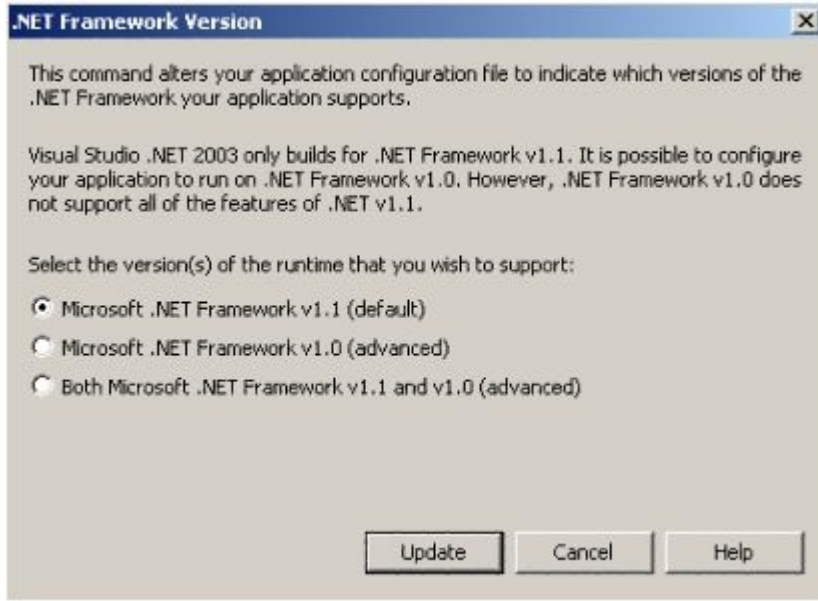 .NET Framework Version
This command alters your application configuration file to indicate which versions of the
.NET Framework your application supports.
Visual Studio .NET 2003 only builds for .NET Framework v1.1. It is possible to configure
your application to run on .NET Framework v1.0. However, .NET Framework v1.0 does
not support all of the features of .NET v1.1.
Select the version(s) of the runtime that you wish to support:
Microsoft .NET Framework v1.1 (default)
Microsoft .NET Framework v1.0 (advanced)
Both Microsoft .NET Framework v1.1 and v1.0 (advanced)
Update Cancel Help